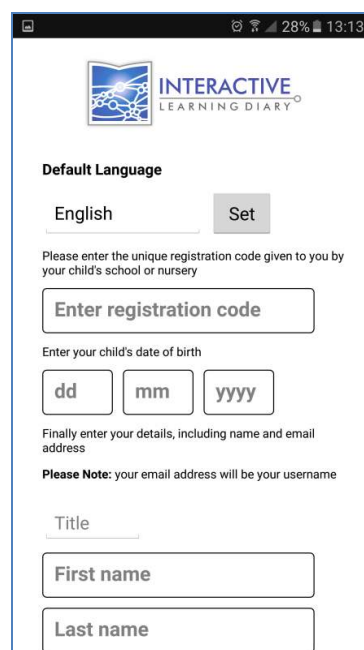 28% 13:13
INTERACTIVE
LEARNING DIARY
Default Language
English Set
Please enter the unique registration code given to you by
your child's school or nursery
Enter registration code
Enter your child's date of birth
dd mm yyyy
Finally enter your details, including name and email
address
Please Note: your email address will be your username
Title
First name
Last name